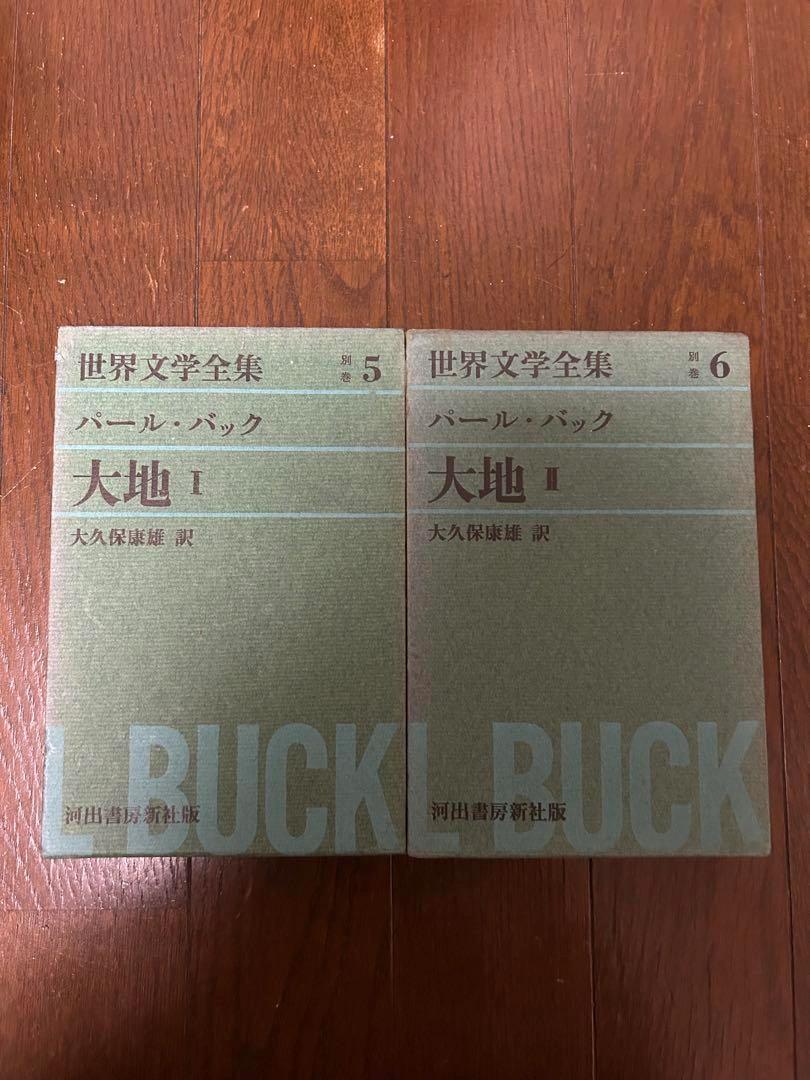 世界文学全集 別巻 5
パール・バック
大地 I
大久保康雄 訳
L BUCK
河出書房新社版
世界文学全集 別巻 6
パール・バック
大地 II
大久保康雄 訳
L BUCK
河出書房新社版